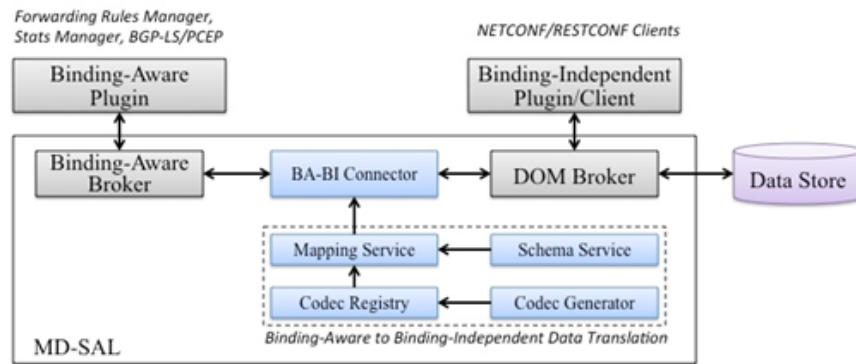 Forwarding Rules Manager,
Stats Manager, BGP-LS/PCEP
NETCONF/RESTCONF Clients
Binding-Aware
Plugin
Binding-Independent
Plugin/Client
Binding-Aware
Broker
BA-BI Connector
DOM Broker
Data Store
Mapping Service
Schema Service
Codec Registry
Codec Generator
Binding-Aware to Binding-Independent Data Translation
MD-SAL